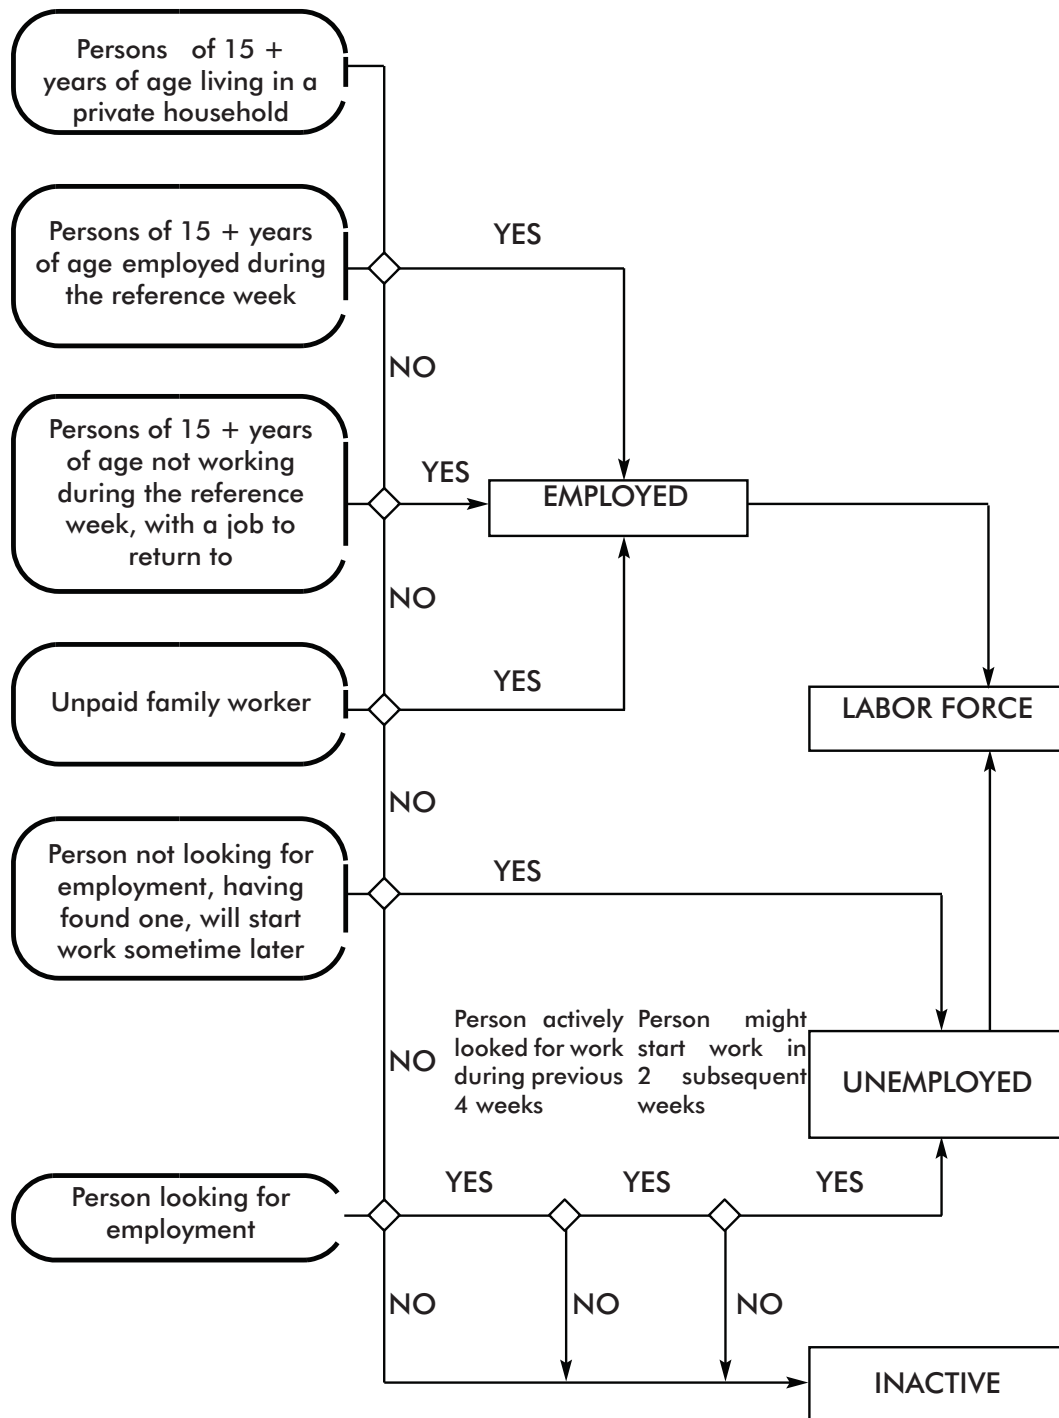 Persons of 15 +
years of age living in a
private household
YES
Persons of 15 + years
of age employed during
the reference week
NO
Persons of 15 + years
of age not working
during the reference
week, with a job to
return to
YES
EMPLOYED
NO
YES
Unpaid family worker
LABOR FORCE
NO
Person not looking for
employment, having
found one, will start
work sometime later
YES
NO
Person actively
looked for work
during previous
4 weeks
Person might
start work in
2 subsequent
weeks
UNEMPLOYED
Person looking for
employment
YES
YES
YES
NO
NO
NO
INACTIVE